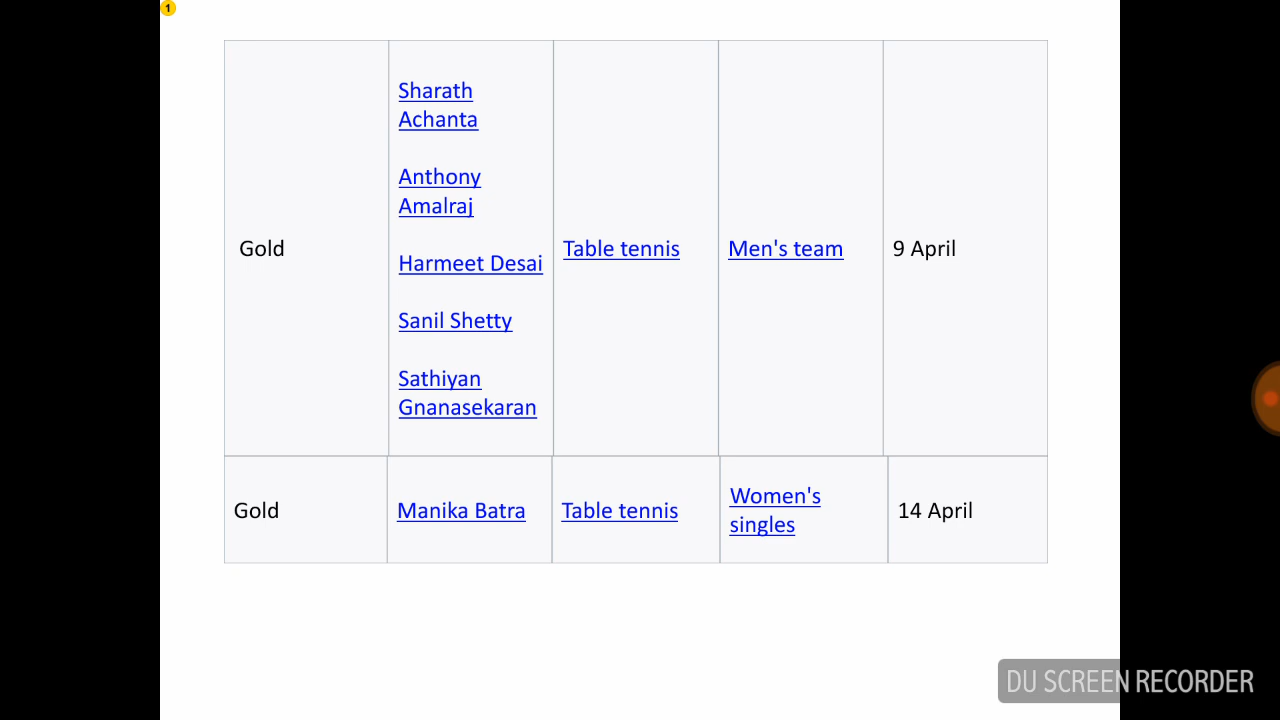 1
Sharath
Achanta
Anthony
Amalraj
Harmeet Desai
Sanil Shetty
Sathiyan
Gnanasekaran
Gold
Table tennis
Men's team
9 April
Gold
Manika Batra
Table tennis
Women's
singles
14 April
DU SCREEN RECORDER